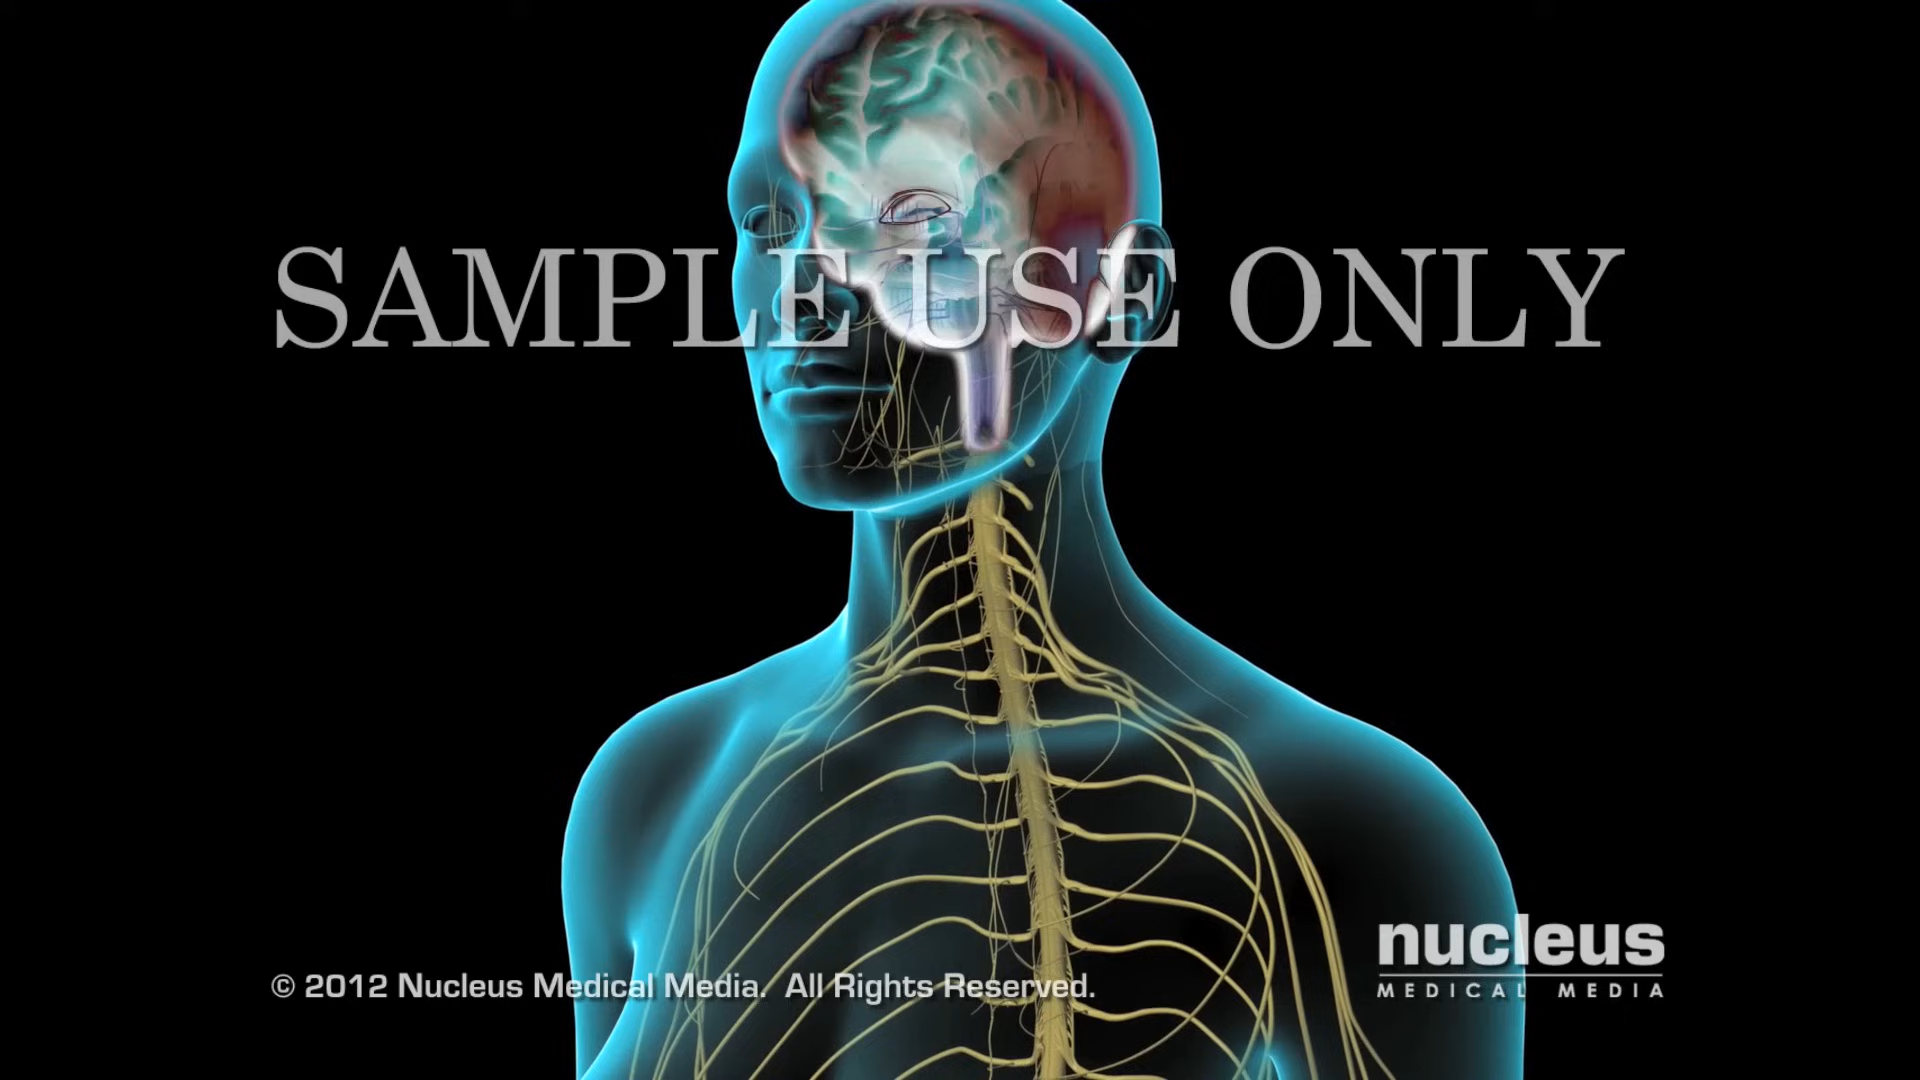 SAMPLE USE ONLY
nucleus
MEDICAL MEDIA
© 2012 Nucleus Medical Media. All Rights Reserved.